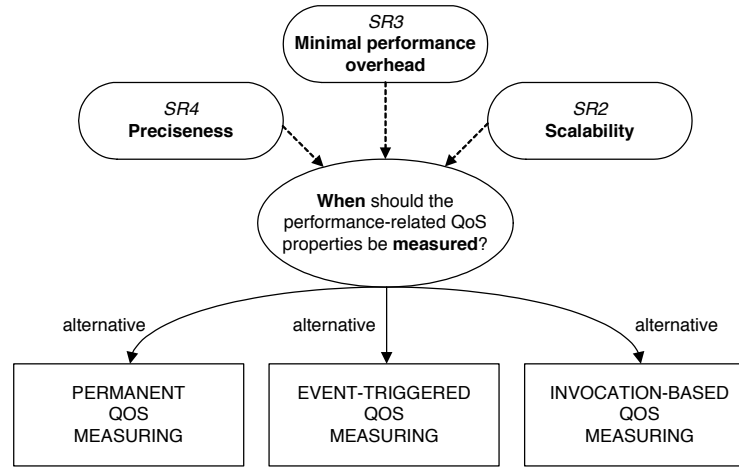 SR3
Minimal performance
overhead
SR4
Preciseness
SR2
Scalability
When should the
performance-related QoS
properties be measured?
alternative
alternative
alternative
PERMANENT
QOS
MEASURING
EVENT-TRIGGERED
QOS
MEASURING
INVOCATION-BASED
QOS
MEASURING